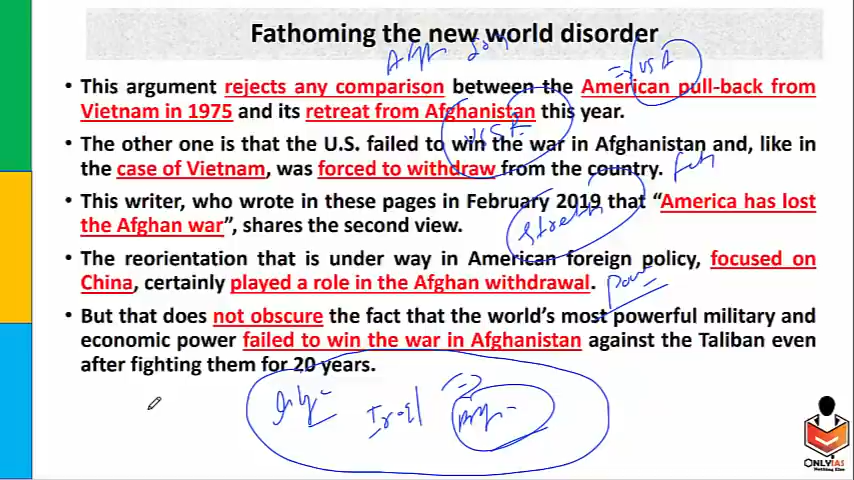 Fathoming the new world disorder
This argument rejects any comparison between the American pull-back from
Vietnam in 1975 and its retreat from Afghanistan this year.
The other one is that the U.S. failed to win the war in Afghanistan and, like in
the case of Vietnam, was forced to withdraw from the country.
This writer, who wrote in these pages in February 2019 that “America has lost
the Afghan war”, shares the second view.
The reorientation that is under way in American foreign policy, focused on
China, certainly played a role in the Afghan withdrawal.
But that does not obscure the fact that the world’s most powerful military and
economic power failed to win the war in Afghanistan against the Taliban even
after fighting them for 20 years.
USA
USSR
ONLYIAS
Nothing Else